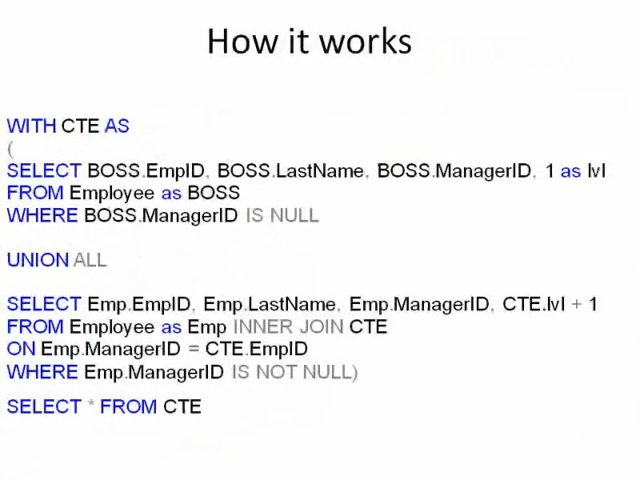 How it works
WITH CTE AS
(
SELECT BOSS.EmpID, BOSS.LastName, BOSS.ManagerID, 1 as lvl
FROM Employee as BOSS
WHERE BOSS.ManagerID IS NULL
UNION ALL
SELECT Emp.EmpID, Emp.LastName, Emp.ManagerID, CTE.lvl + 1
FROM Employee as Emp INNER JOIN CTE
ON Emp.ManagerID = CTE.EmpID
WHERE Emp.ManagerID IS NOT NULL)
SELECT * FROM CTE